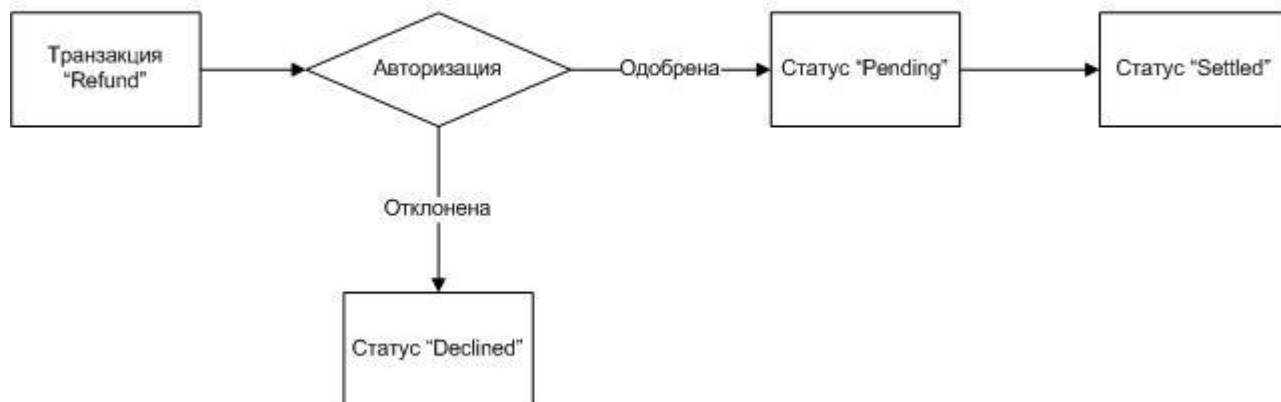 Транзакция
“Refund”
Авторизация
Одобрена
Статус “Pending”
Статус “Settled”
Отклонена
Статус “Declined”